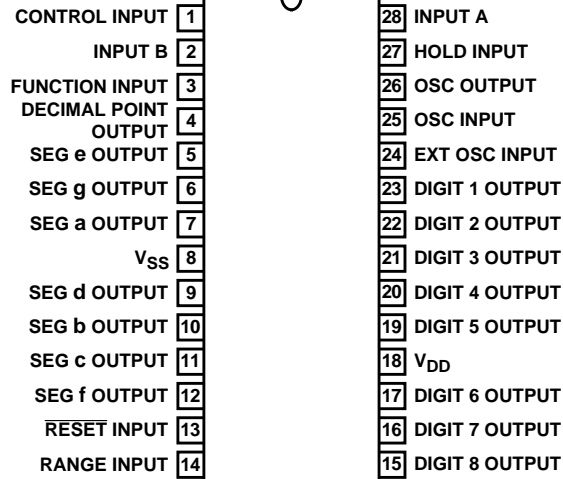 CONTROL INPUT 1
INPUT B 2
FUNCTION INPUT 3
DECIMAL POINT
OUTPUT 4
SEG e OUTPUT 5
SEG g OUTPUT 6
SEG a OUTPUT 7
VSS 8
SEG d OUTPUT 9
SEG b OUTPUT 10
SEG c OUTPUT 11
SEG f OUTPUT 12
RESET INPUT 13
RANGE INPUT 14
28 INPUT A
27 HOLD INPUT
26 OSC OUTPUT
25 OSC INPUT
24 EXT OSC INPUT
23 DIGIT 1 OUTPUT
22 DIGIT 2 OUTPUT
21 DIGIT 3 OUTPUT
20 DIGIT 4 OUTPUT
19 DIGIT 5 OUTPUT
18 VDD
17 DIGIT 6 OUTPUT
16 DIGIT 7 OUTPUT
15 DIGIT 8 OUTPUT